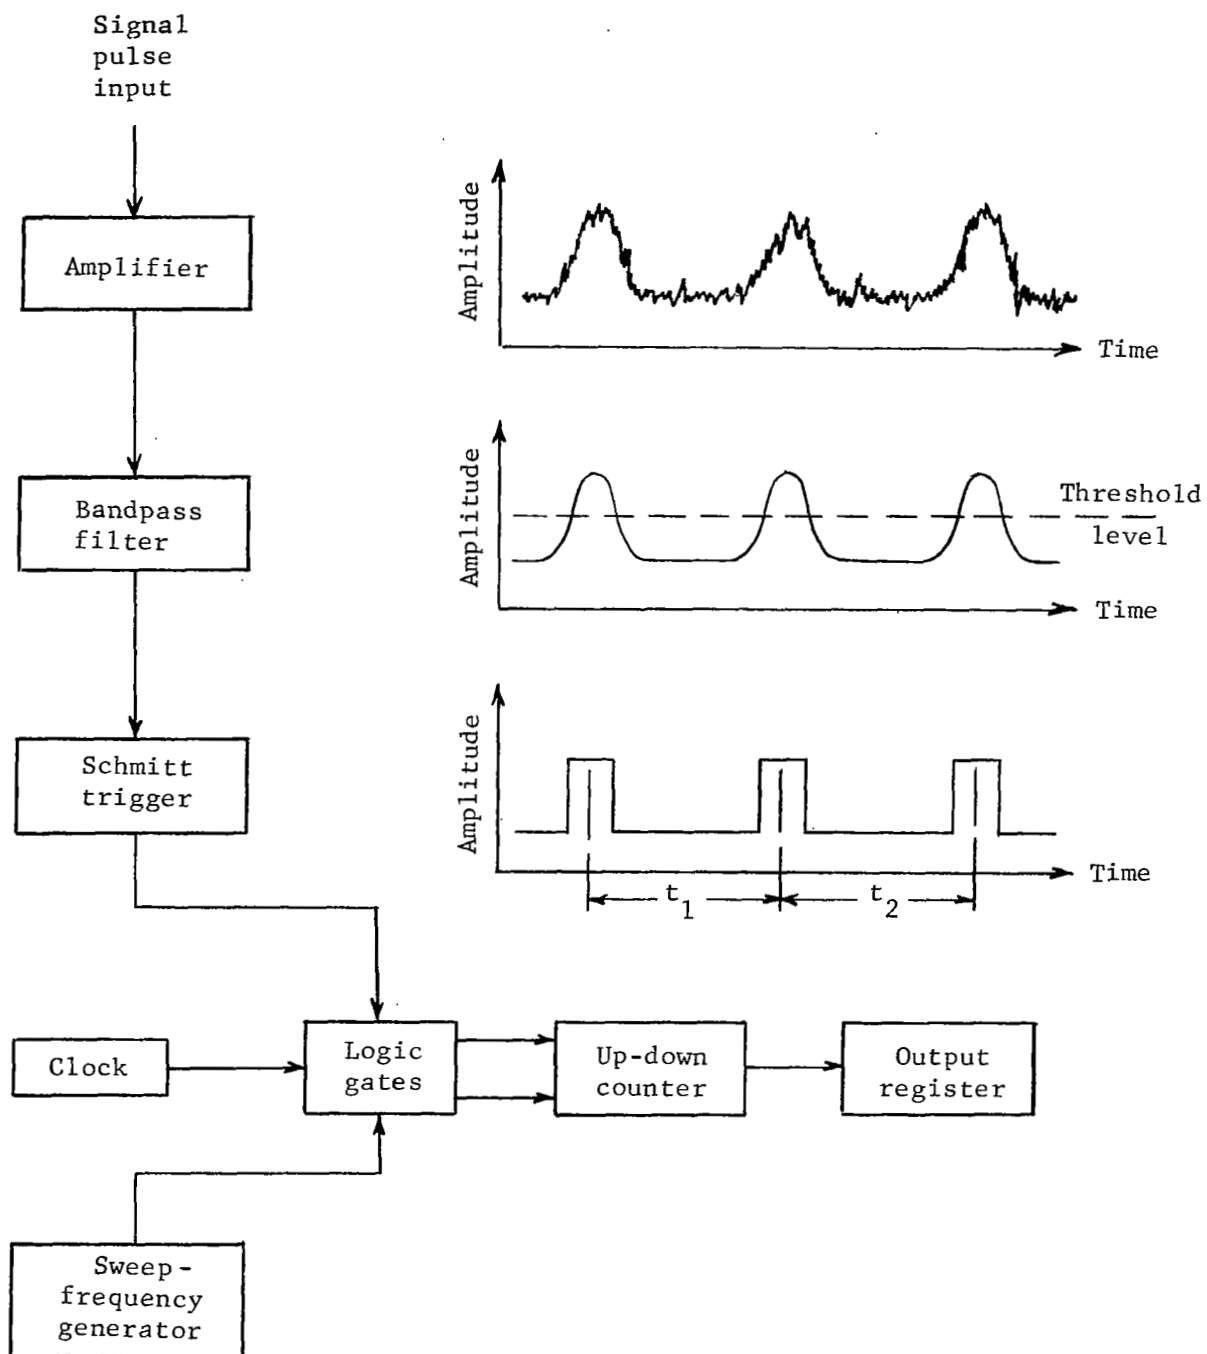 Signal
pulse
input
Amplifier
Amplitude
Time
Bandpass
filter
Amplitude
Threshold
level
Time
Schmitt
trigger
Amplitude
Time
t1
t2
Clock
Logic
gates
Up-down
counter
Output
register
Sweep-
frequency
generator